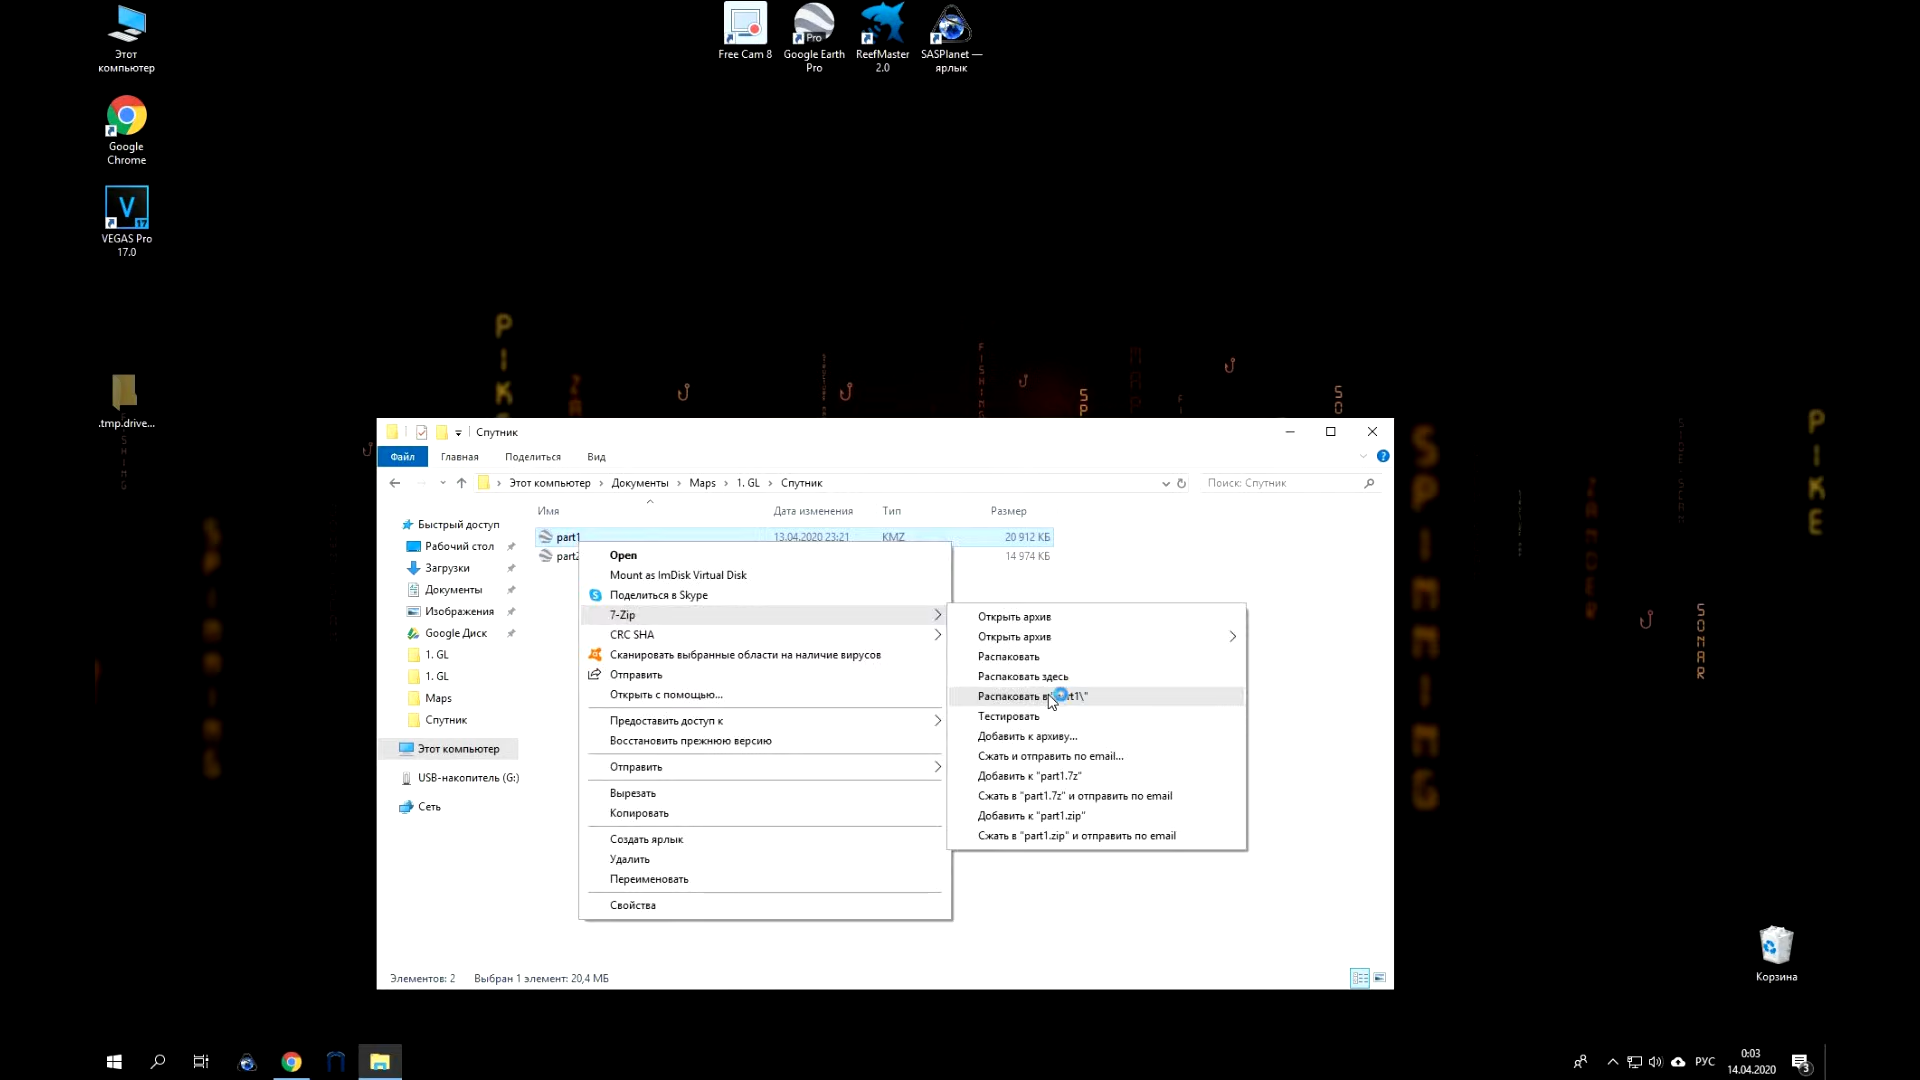 Этот
компьютер
Google
Chrome
VEGAS Pro
17.0
.tmp.drive...
Free Cam 8
Google Earth
Pro
ReefMaster
2.0
SASPlanet —
ярлык
PIKE
SONAR
SPINNING
Спутник
Файл
Главная
Поделиться
Вид
Этот компьютер > Документы > Maps > 1. GL > Спутник
Поиск: Спутник
Имя
Дата изменения
Тип
Размер
part1
13.04.2020 23:21
KMZ
20 912 КБ
part2
14 974 КБ
Быстрый доступ
Рабочий стол
Загрузки
Документы
Изображения
Google Диск
1. GL
1. GL
Maps
Спутник
Этот компьютер
USB-накопитель (G:)
Сеть
Open
Mount as ImDisk Virtual Disk
Поделиться в Skype
7-Zip
CRC SHA
Сканировать выбранные области на наличие вирусов
Отправить
Открыть с помощью...
Предоставить доступ к
Восстановить прежнюю версию
Отправить
Вырезать
Копировать
Создать ярлык
Удалить
Переименовать
Свойства
Открыть архив
Открыть архив
Распаковать
Распаковать здесь
Распаковать в
Тестировать
Добавить к архиву...
Сжать и отправить по email...
Добавить к "part1.7z"
Сжать в "part1.7z" и отправить по email
Добавить к "part1.zip"
Сжать в "part1.zip" и отправить по email
Элементов: 2
Выбран 1 элемент: 20,4 МБ
Корзина
РУС
0:03
14.04.2020
3